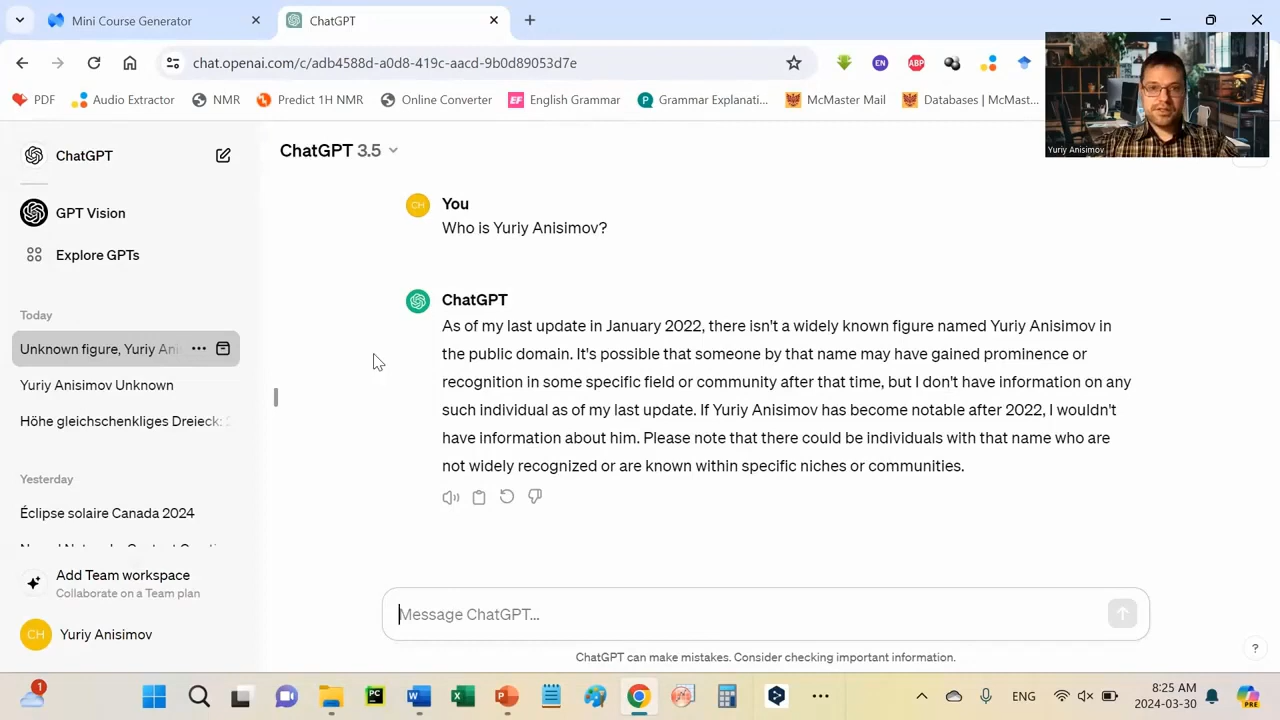 Mini Course Generator
ChatGPT
chat.openai.com/c/adb4588d-a0d8-419c-aacd-9b0d89053d7e
EN
ABP
PDF
Audio Extractor
NMR
Predict 1H NMR
Online Converter
EF
English Grammar
P
Grammar Explanati...
McMaster Mail
Databases | McMast...
Yuriy Anisimov
ChatGPT
ChatGPT 3.5
GPT Vision
Explore GPTs
Today
Unknown figure, Yuriy Ani
Yuriy Anisimov Unknown
Höhe gleichschenkliges Dreieck:
Yesterday
Éclipse solaire Canada 2024
Add Team workspace
Collaborate on a Team plan
CH
Yuriy Anisimov
CH
You
Who is Yuriy Anisimov?
ChatGPT
As of my last update in January 2022, there isn't a widely known figure named Yuriy Anisimov in
the public domain. It's possible that someone by that name may have gained prominence or
recognition in some specific field or community after that time, but I don't have information on any
such individual as of my last update. If Yuriy Anisimov has become notable after 2022, I wouldn't
have information about him. Please note that there could be individuals with that name who are
not widely recognized or are known within specific niches or communities.
Message ChatGPT...
ChatGPT can make mistakes. Consider checking important information.
?
1
PC
W
X
P
ENG
8:25 AM
2024-03-30
PRE